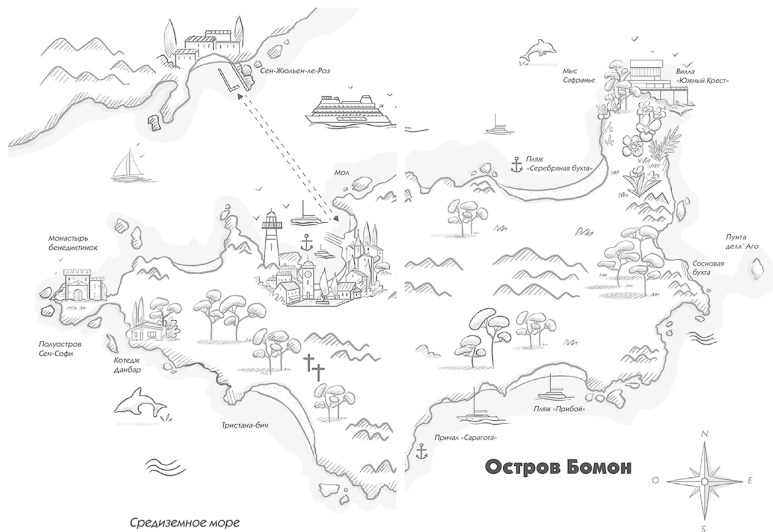 Сен-Жюльен-ле-Роз
Мыс
Сафранье
Вилла
«Южный Крест»
Мол
Пляж
«Серебряная бухта»
Монастырь
бенедиктинок
Пунта
делл' Аго
Сосновая
бухта
Полуостров
Сен-Софи
Котедж
Данбар
Тристана-бич
Пляж «Прибой»
Причал «Сарагота»
Остров Бомон
N
O
E
S
Средиземное море